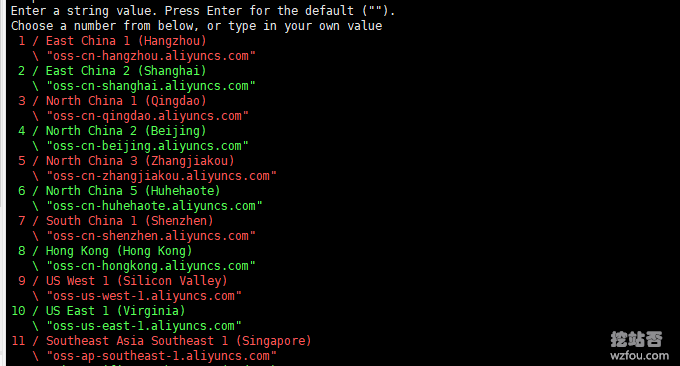 Enter a string value. Press Enter for the default ("").
Choose a number from below, or type in your own value
 1 / East China 1 (Hangzhou)
   \ "oss-cn-hangzhou.aliyuncs.com"
 2 / East China 2 (Shanghai)
   \ "oss-cn-shanghai.aliyuncs.com"
 3 / North China 1 (Qingdao)
   \ "oss-cn-qingdao.aliyuncs.com"
 4 / North China 2 (Beijing)
   \ "oss-cn-beijing.aliyuncs.com"
 5 / North China 3 (Zhangjiakou)
   \ "oss-cn-zhangjiakou.aliyuncs.com"
 6 / North China 5 (Huhehaote)
   \ "oss-cn-huhehaote.aliyuncs.com"
 7 / South China 1 (Shenzhen)
   \ "oss-cn-shenzhen.aliyuncs.com"
 8 / Hong Kong (Hong Kong)
   \ "oss-cn-hongkong.aliyuncs.com"
 9 / US West 1 (Silicon Valley)
   \ "oss-us-west-1.aliyuncs.com"
10 / US East 1 (Virginia)
   \ "oss-us-east-1.aliyuncs.com"
11 / Southeast Asia Southeast 1 (Singapore)
   \ "oss-ap-southeast-1.aliyuncs.com"
挖站否
wzfou.com